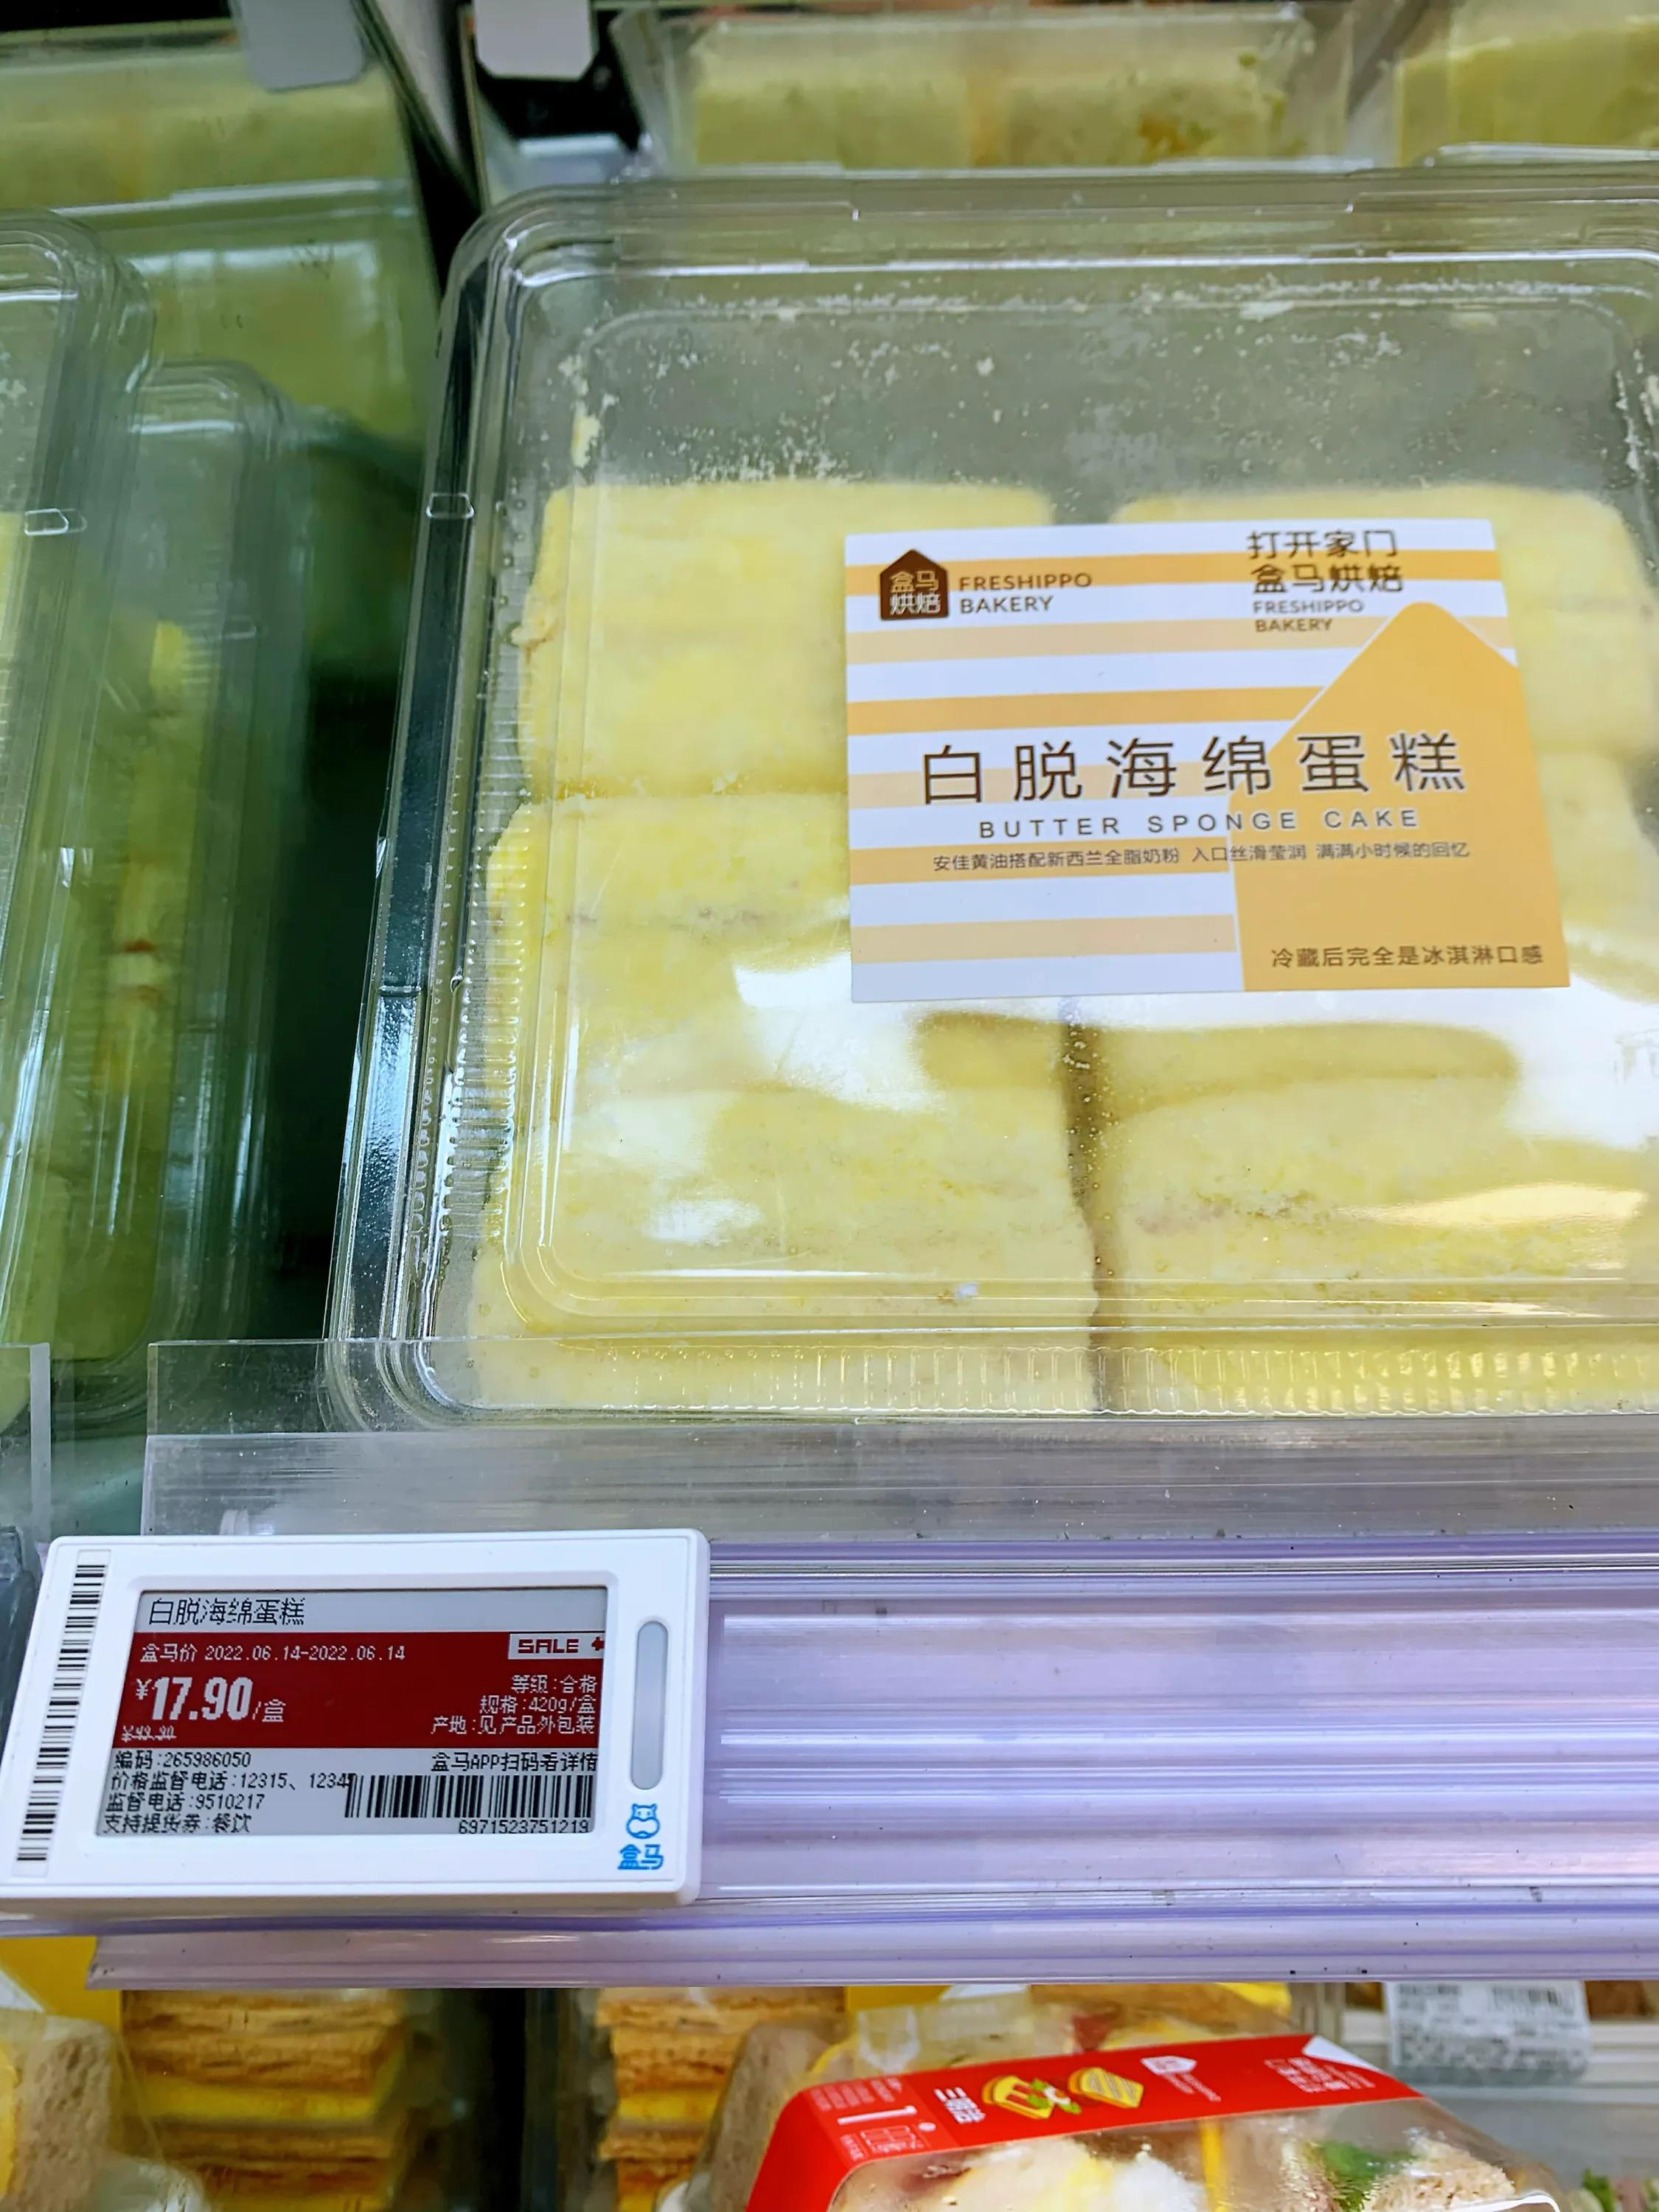 盒马
烘焙
FRESHIPPO
BAKERY
打开家门
盒马烘焙
FRESHIPPO
BAKERY
白脱海绵蛋糕
BUTTER SPONGE CAKE
安佳黄油搭配新西兰全脂奶粉 入口丝滑莹润 满满小时候的回忆
冷藏后完全是冰淇淋口感
白脱海绵蛋糕
盒马价 2022.06.14-2022.06.14
SALE
¥17.90/盒
等级:合格
规格:420g/盒
产地:见产品外包装
编码:265986050
盒马APP扫码看详情
价格监督电话:12315、12345
监督电话:9510217
支持提货券:餐饮
6971523751219
盒马
三明治